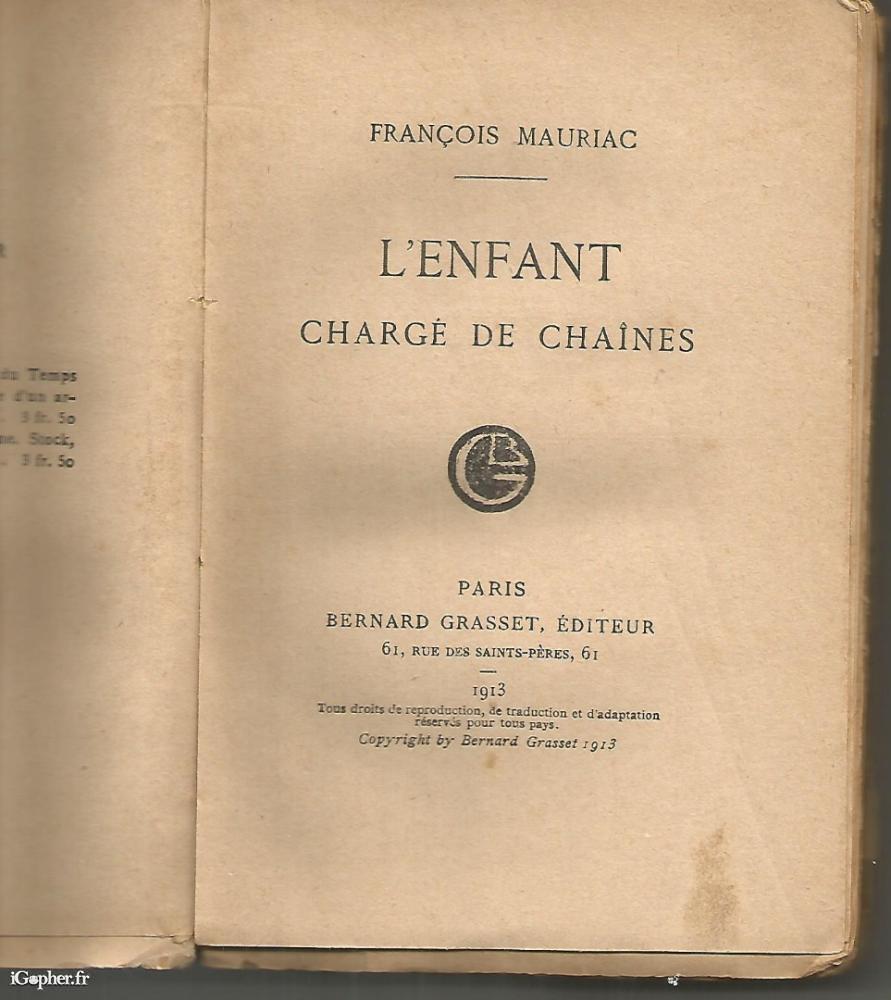 du Temps
d'un ar-
3 fr. 50
Stock,
3 fr. 50
FRANÇOIS MAURIAC
L'ENFANT
CHARGÉ DE CHAÎNES
BG
PARIS
BERNARD GRASSET, ÉDITEUR
61, RUE DES SAINTS-PÈRES, 61
1913
Tous droits de reproduction, de traduction et d'adaptation
réservés pour tous pays.
Copyright by Bernard Grasset 1913
iGopher.fr